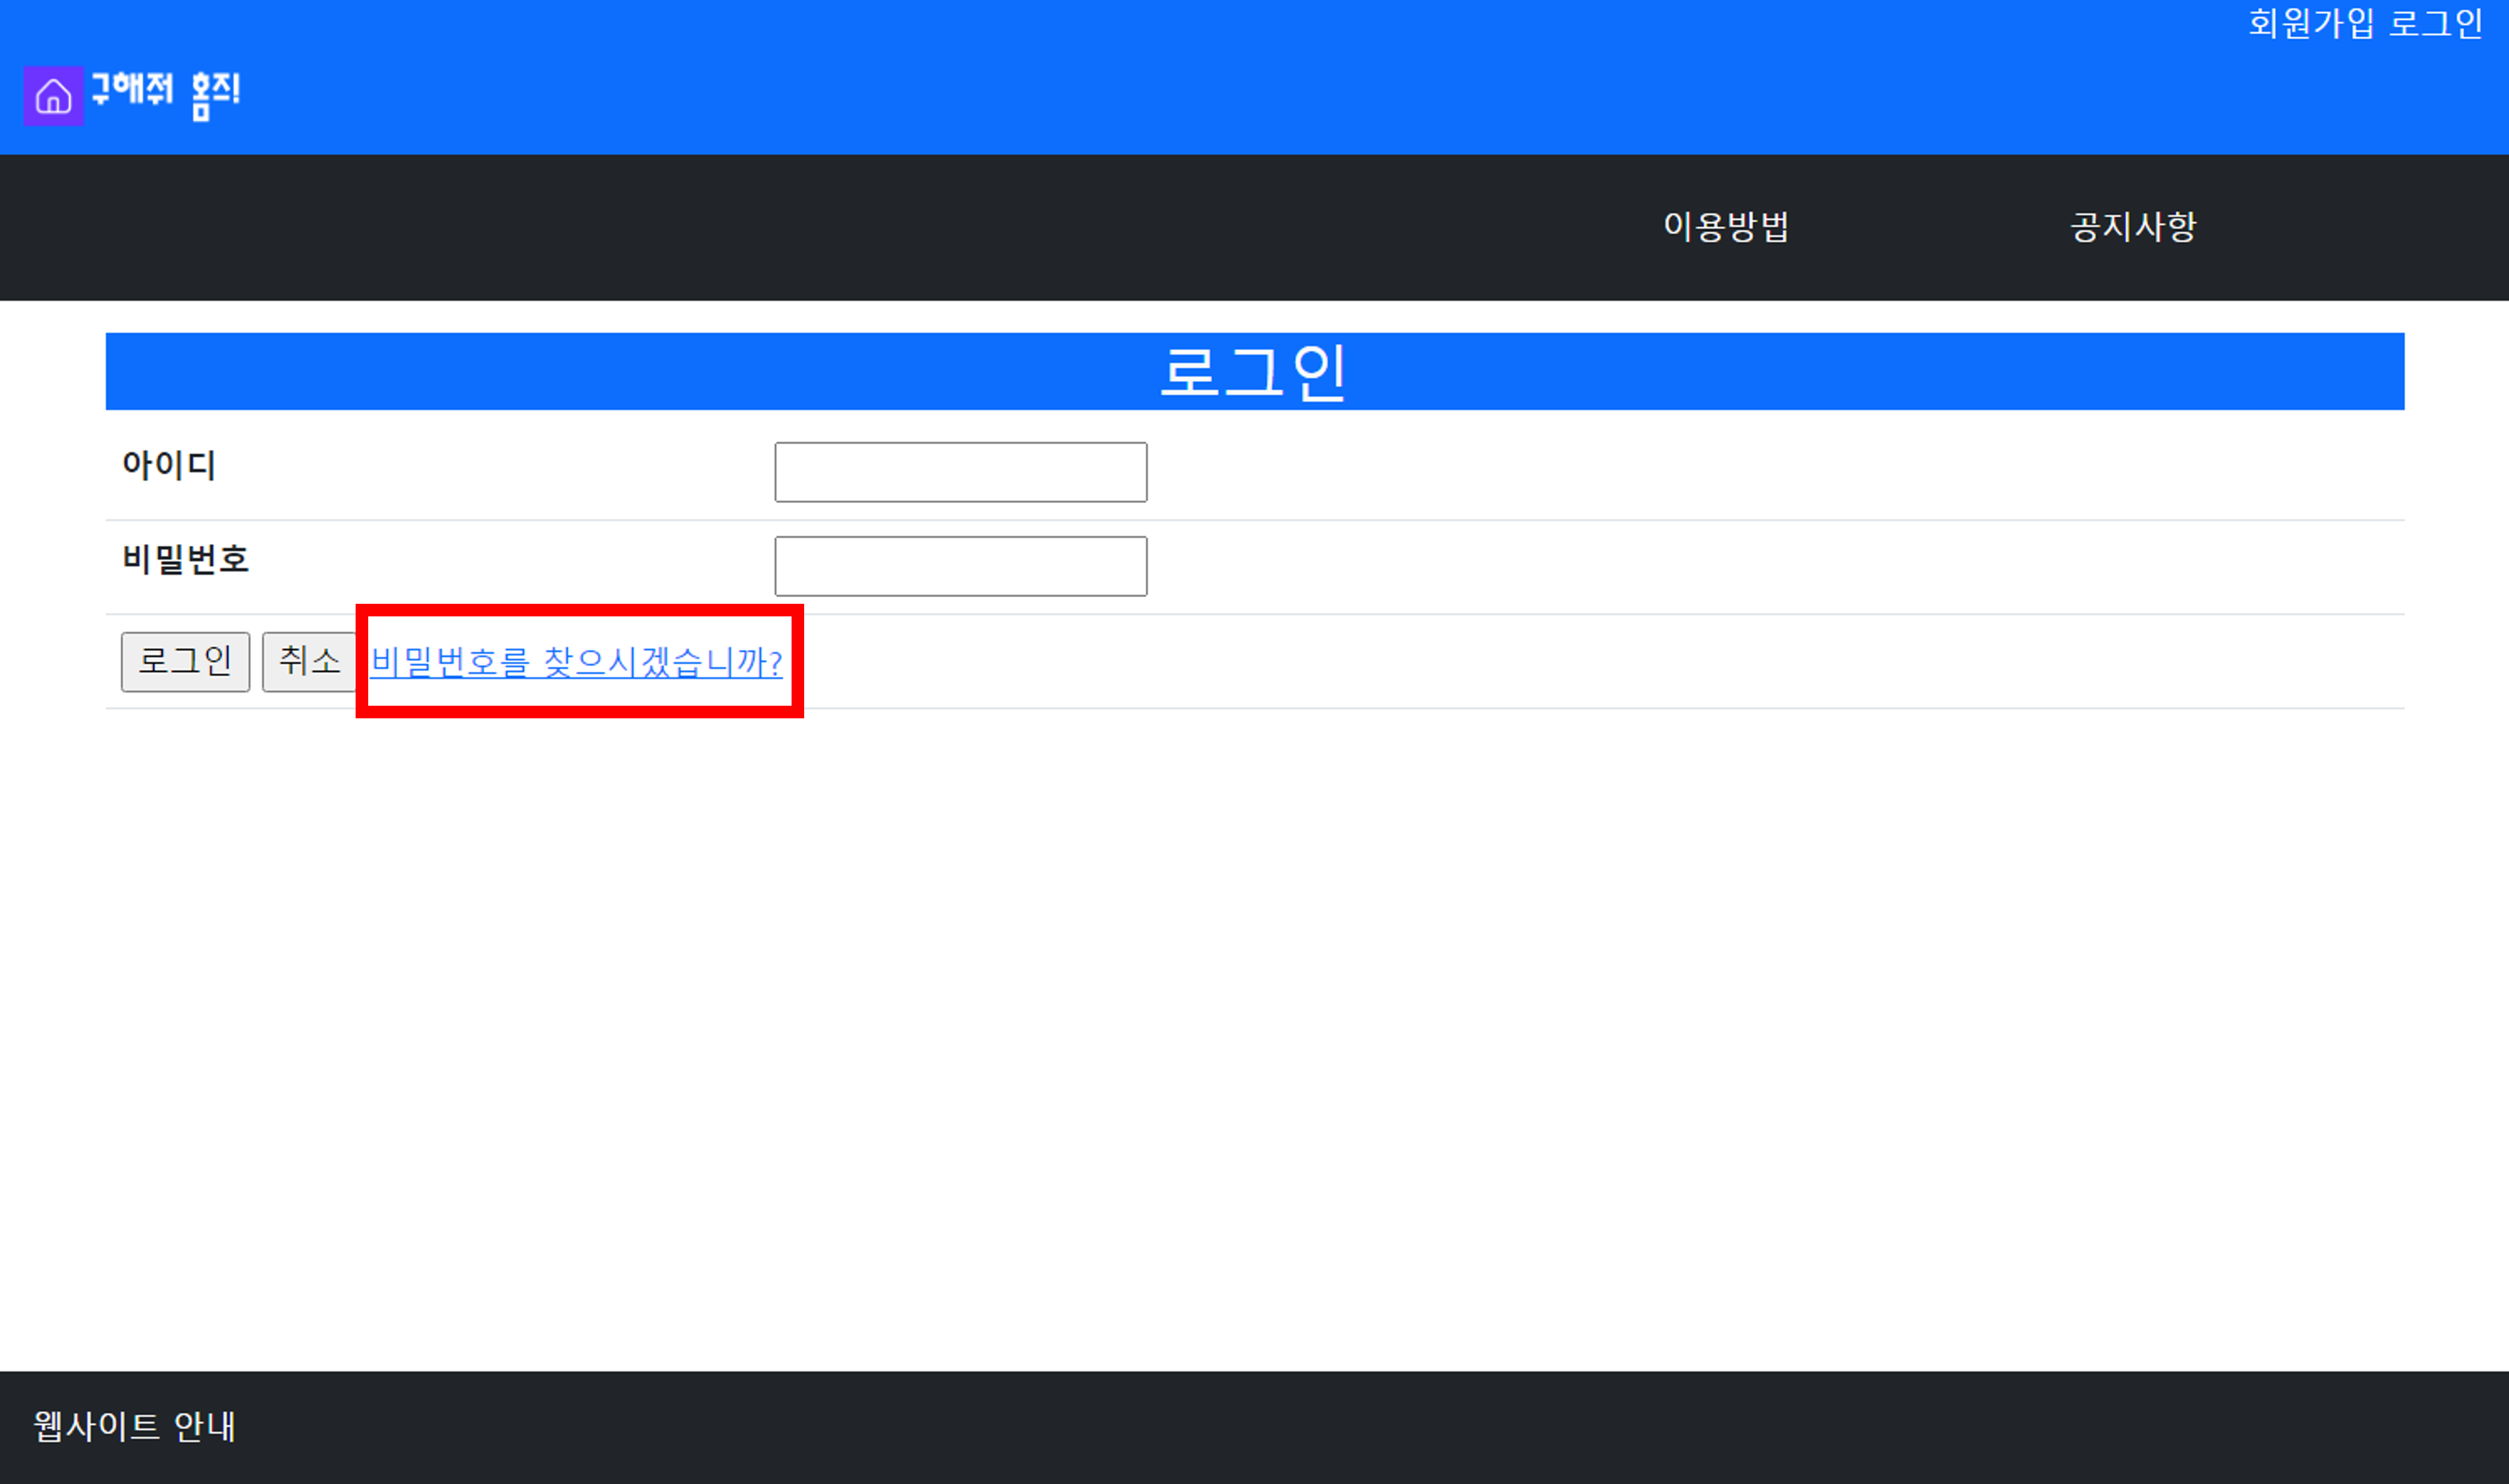 회원가입 로그인
구해줘 홈즈!
이용방법 공지사항
로그인
아이디
비밀번호
로그인 취소 비밀번호를 찾으시겠습니까?
웹사이트 안내